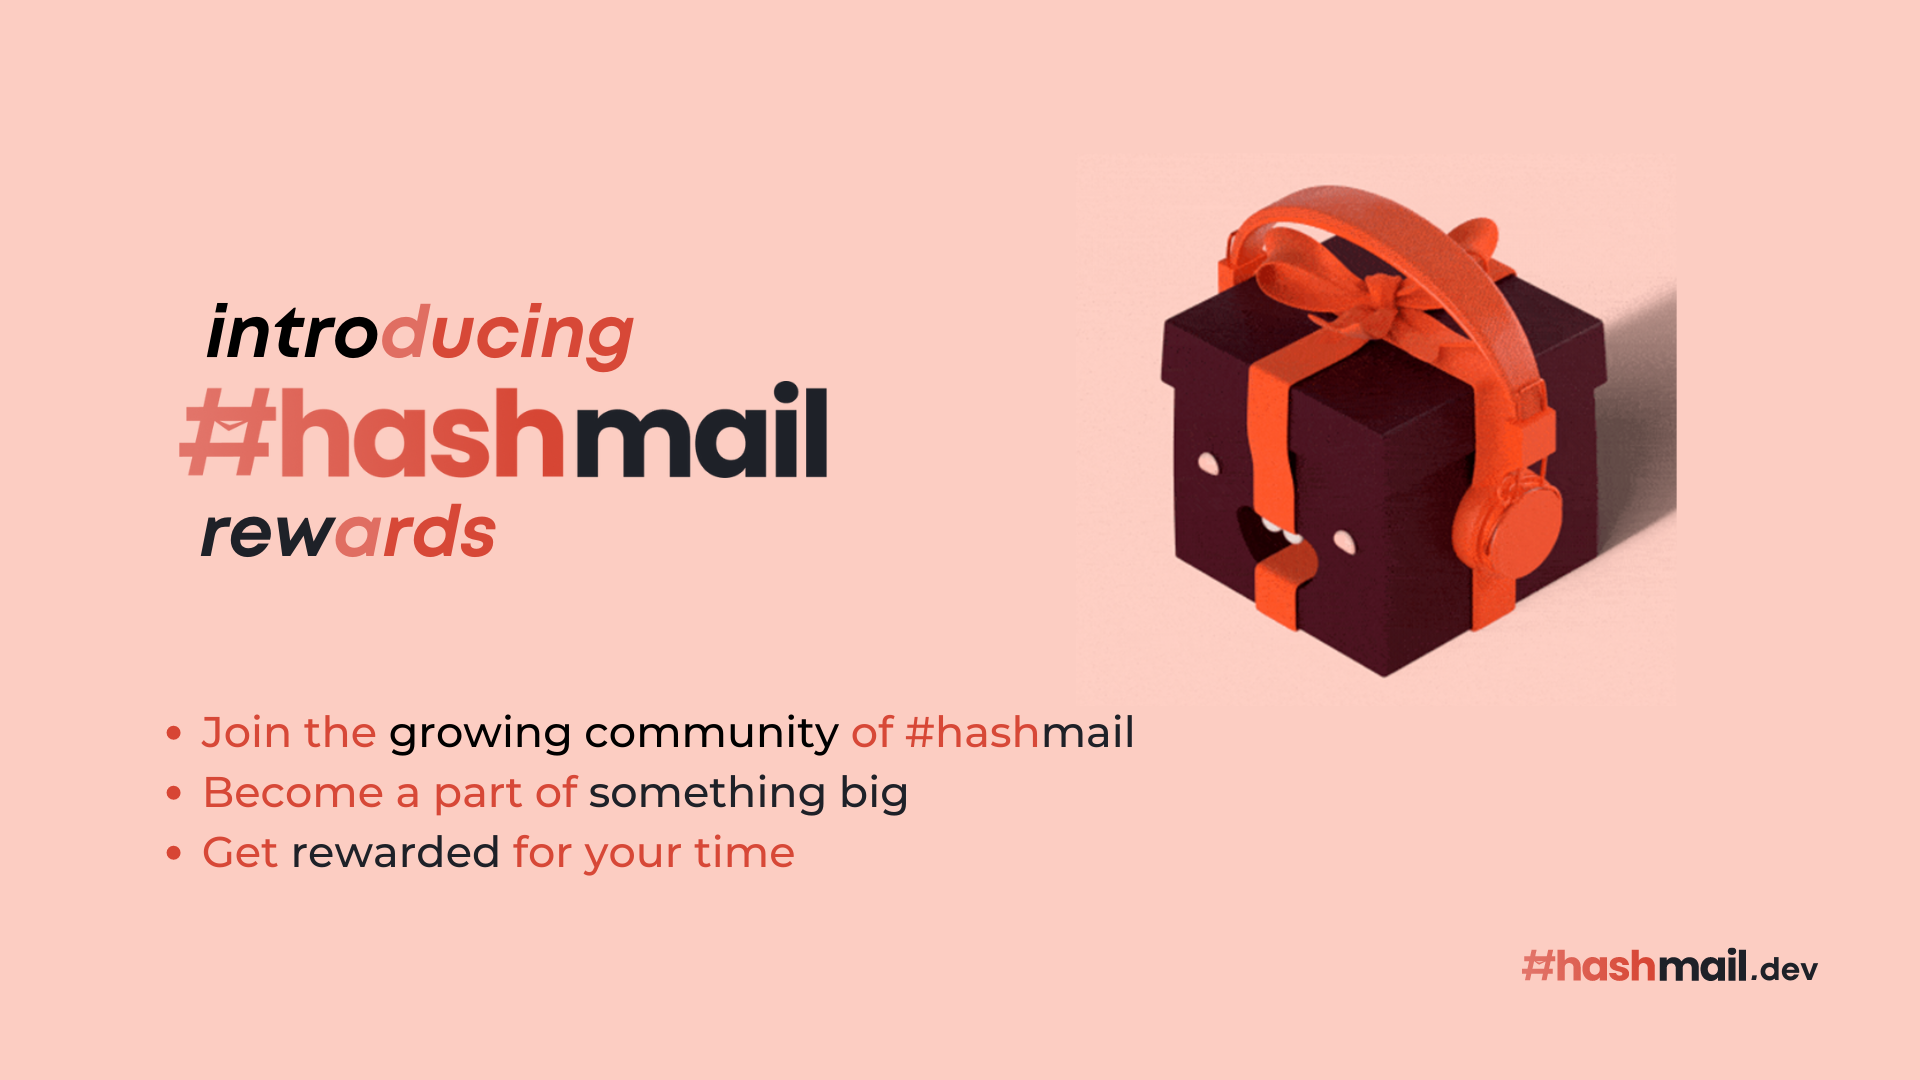 introducing
#hashmail
rewards
• Join the growing community of #hashmail
• Become a part of something big
• Get rewarded for your time
#hashmail.dev